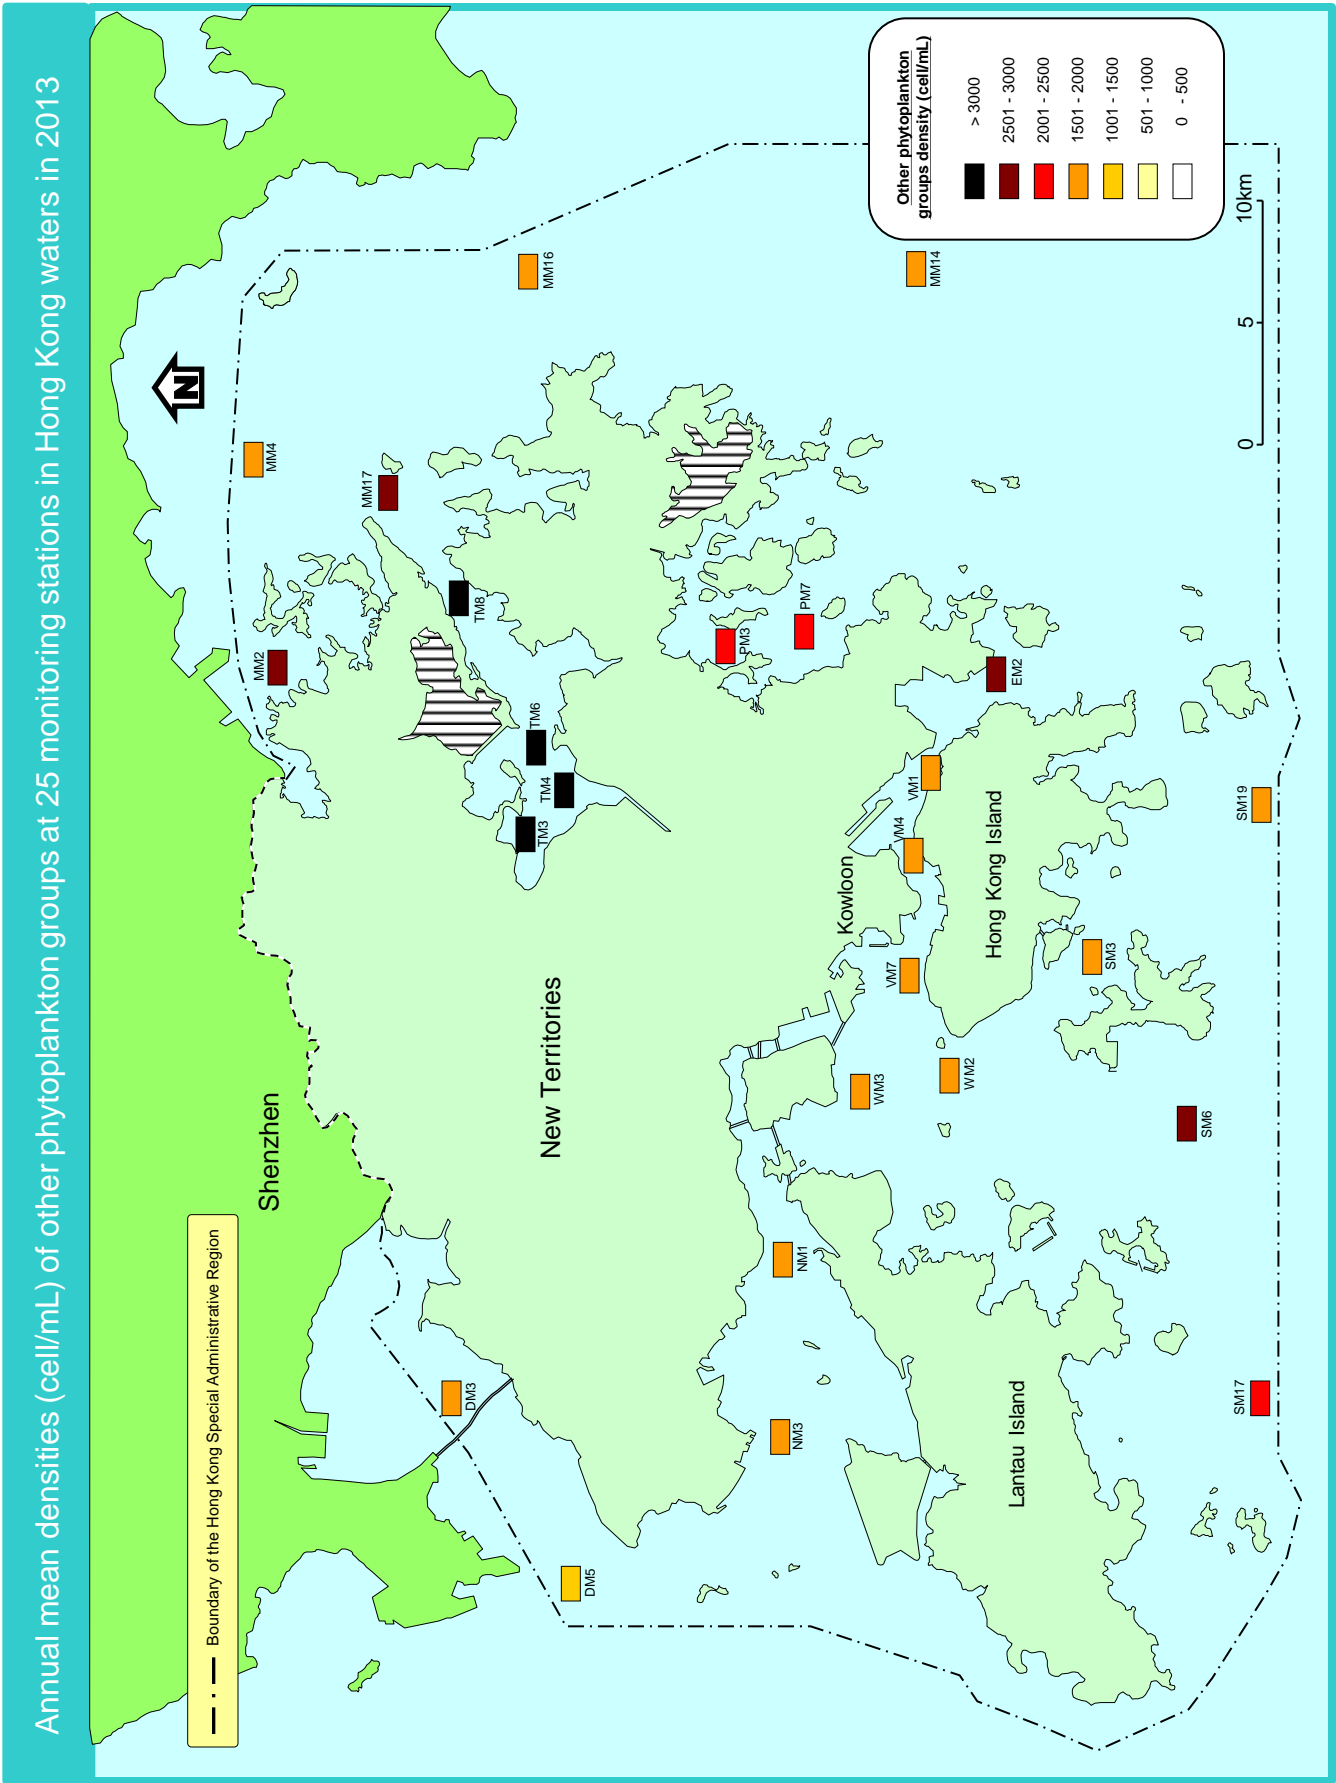 Annual mean densities (cell/mL) of other phytoplankton groups at 25 monitoring stations in Hong Kong waters in 2013
Boundary of the Hong Kong Special Administrative Region
Shenzhen
N
MM2
MM4
MM17
MM16
DM3
TM8
TM6
TM4
TM3
DM5
New Territories
PM3
PM7
NM3
NM1
Kowloon
WM3
VM7
VM4
VM1
MM14
WM2
EM2
Hong Kong Island
Lantau Island
SM3
SM6
SM17
SM19
0
5
10km
Other phytoplankton
groups density (cell/mL)
> 3000
2501 - 3000
2001 - 2500
1501 - 2000
1001 - 1500
501 - 1000
0 - 500